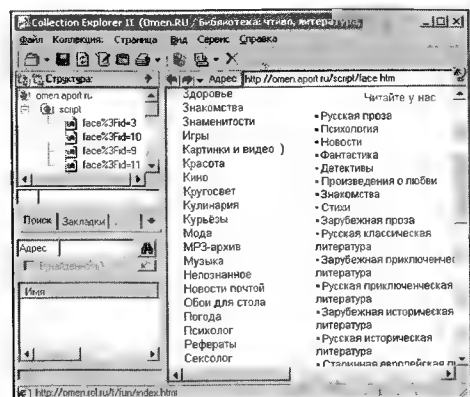 Collection Explorer II (Omen.RU / Библиотека: чтиво, литература,
Файл Коллекция: Страница Вид Сервис Справка
Структура:
Адрес http://omen.aport.ru/script/face.htm
omen.aport.ru
script
face%3Fid=3
face%3Fid=10
face%3Fid=9
face%3Fid=11
Поиск Закладки
Адрес
Имя
Здоровье
Знакомства
Знаменитости
Игры
Картинки и видео )
Красота
Кино
Кругосвет
Кулинария
Курьёзы
Мода
МР3-архив
Музыка
Непознанное
Новости почтой
Обои для стола
Погода
Психолог
Рефераты
Сексолог
Читайте у нас
•Русская проза
•Психология
•Новости
•Фантастика
•Детективы
•Произведения о любви
•Знакомства
•Стихи
•Зарубежная проза
•Русская классическая
литература
•Зарубежная приключенчес
литература
•Русская приключенческая
литература
•Зарубежная историческая
литература
•Русская историческая
литература
•Старинная европейская
http://omen.rol.ru/t/fun/index.html